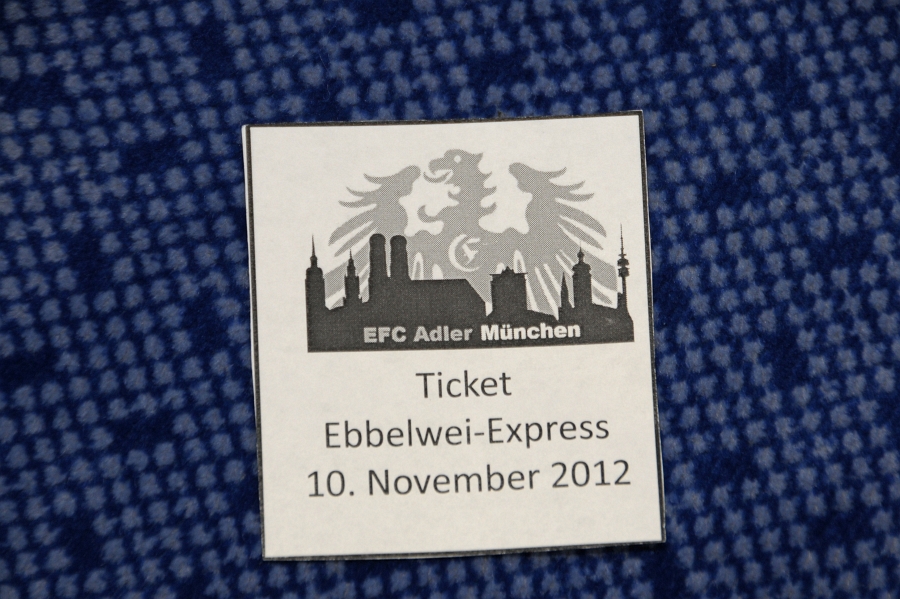 EFC Adler München
Ticket
Ebbelwei-Express
10. November 2012